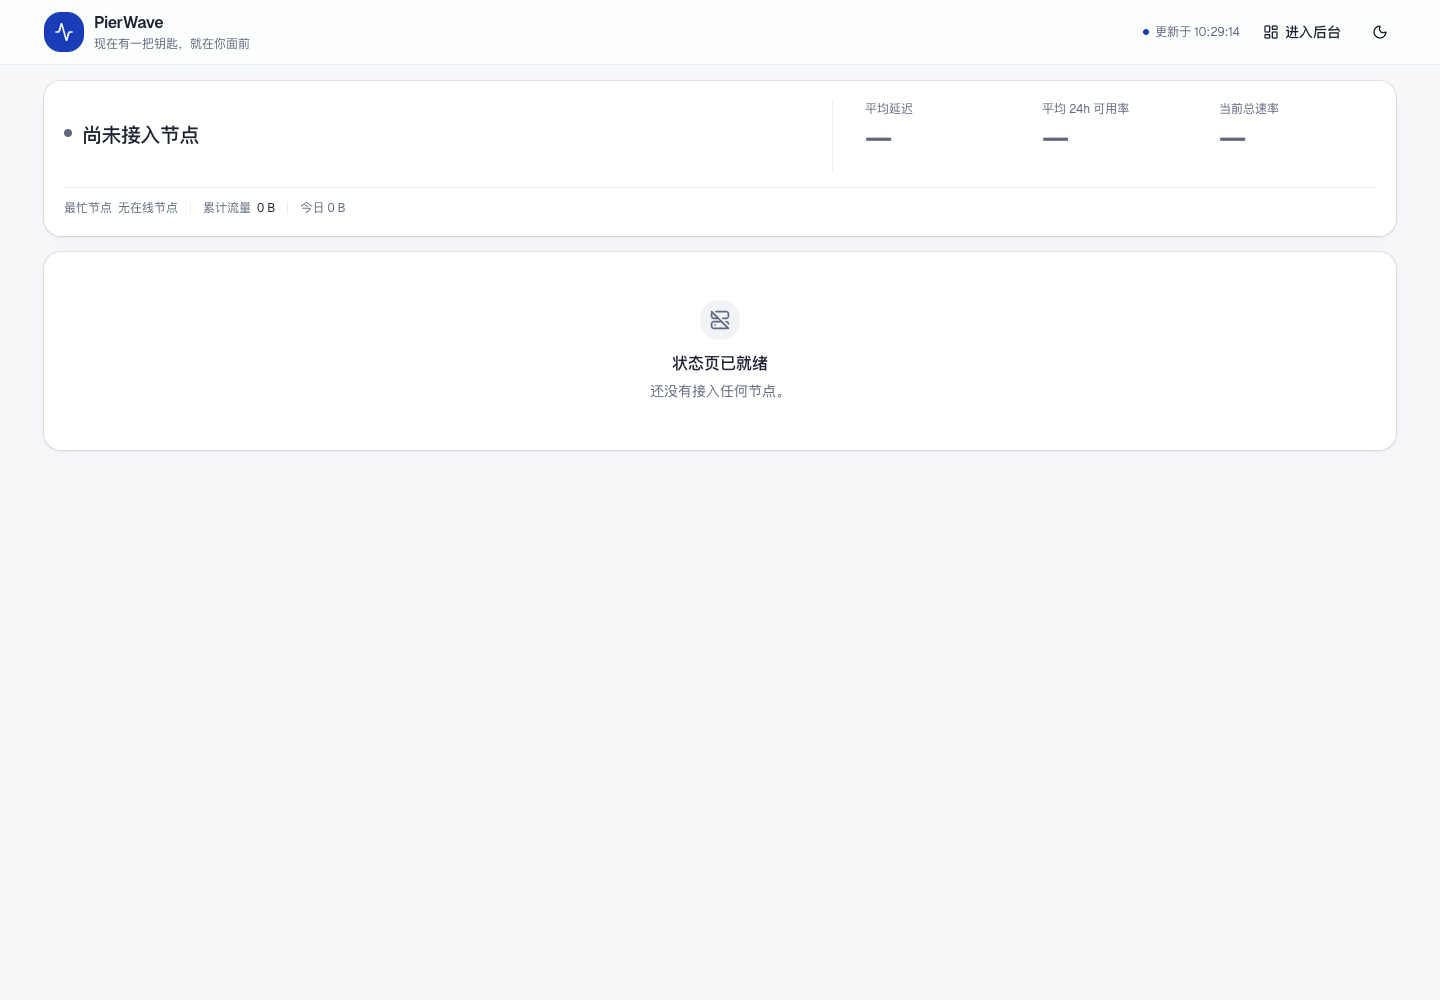 PierWave
现在有一把钥匙，就在你面前
更新于 10:29:14
进入后台
尚未接入节点
平均延迟
—
平均 24h 可用率
—
当前总速率
—
最忙节点 无在线节点
累计流量 0 B
今日 0 B
状态页已就绪
还没有接入任何节点。